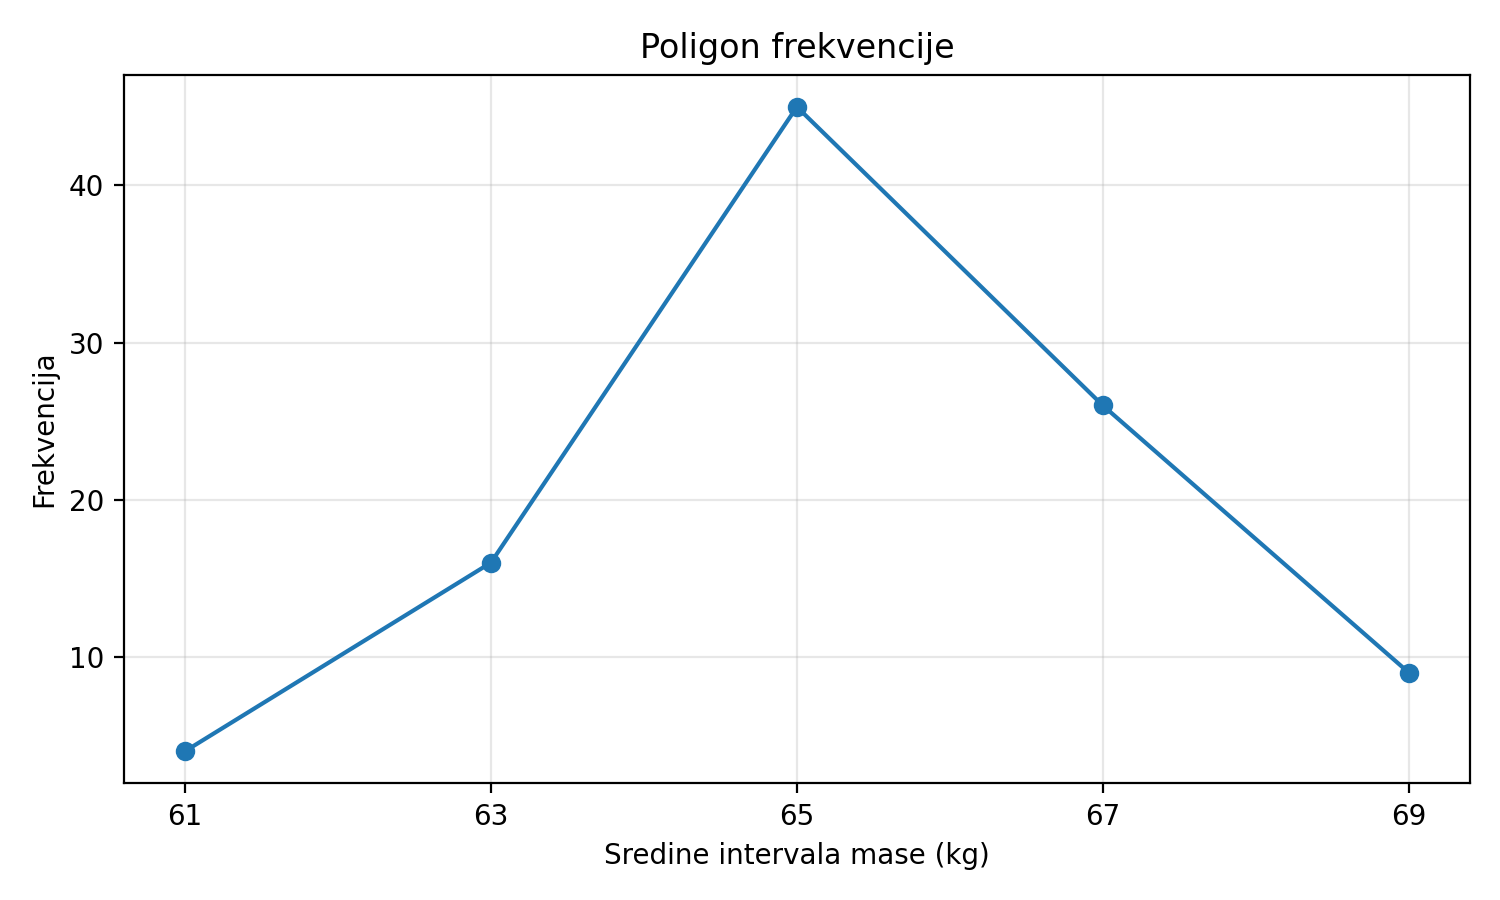 Poligon frekvencije
Frekvencija
40
30
20
10
61 63 65 67 69
Sredine intervala mase (kg)